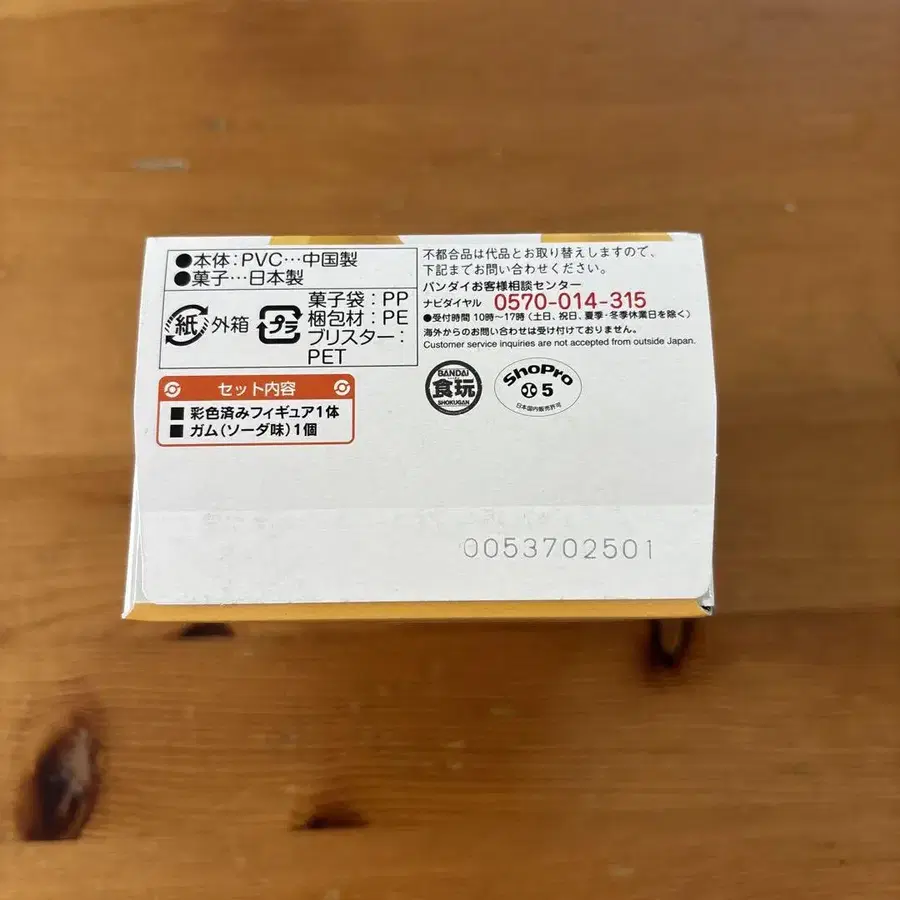 ●本体：PVC…中国製
●菓子…日本製
紙 外箱
プラ
菓子袋：PP
梱包材：PE
ブリスター：
PET
セット内容
■ 彩色済みフィギュア1体
■ ガム（ソーダ味）1個
不都合品は代品とお取り替えしますので、
下記までお問い合わせください。
バンダイお客様相談センター
ナビダイヤル 0570-014-315
●受付時間 10時～17時（土日、祝日、夏季・冬季休業日を除く）
海外からのお問い合わせは受け付けておりません。
Customer service inquiries are not accepted from outside Japan.
BANDAI
食玩
SHOKUGAN
ShoPro
5
日本国内販売許可
0053702501